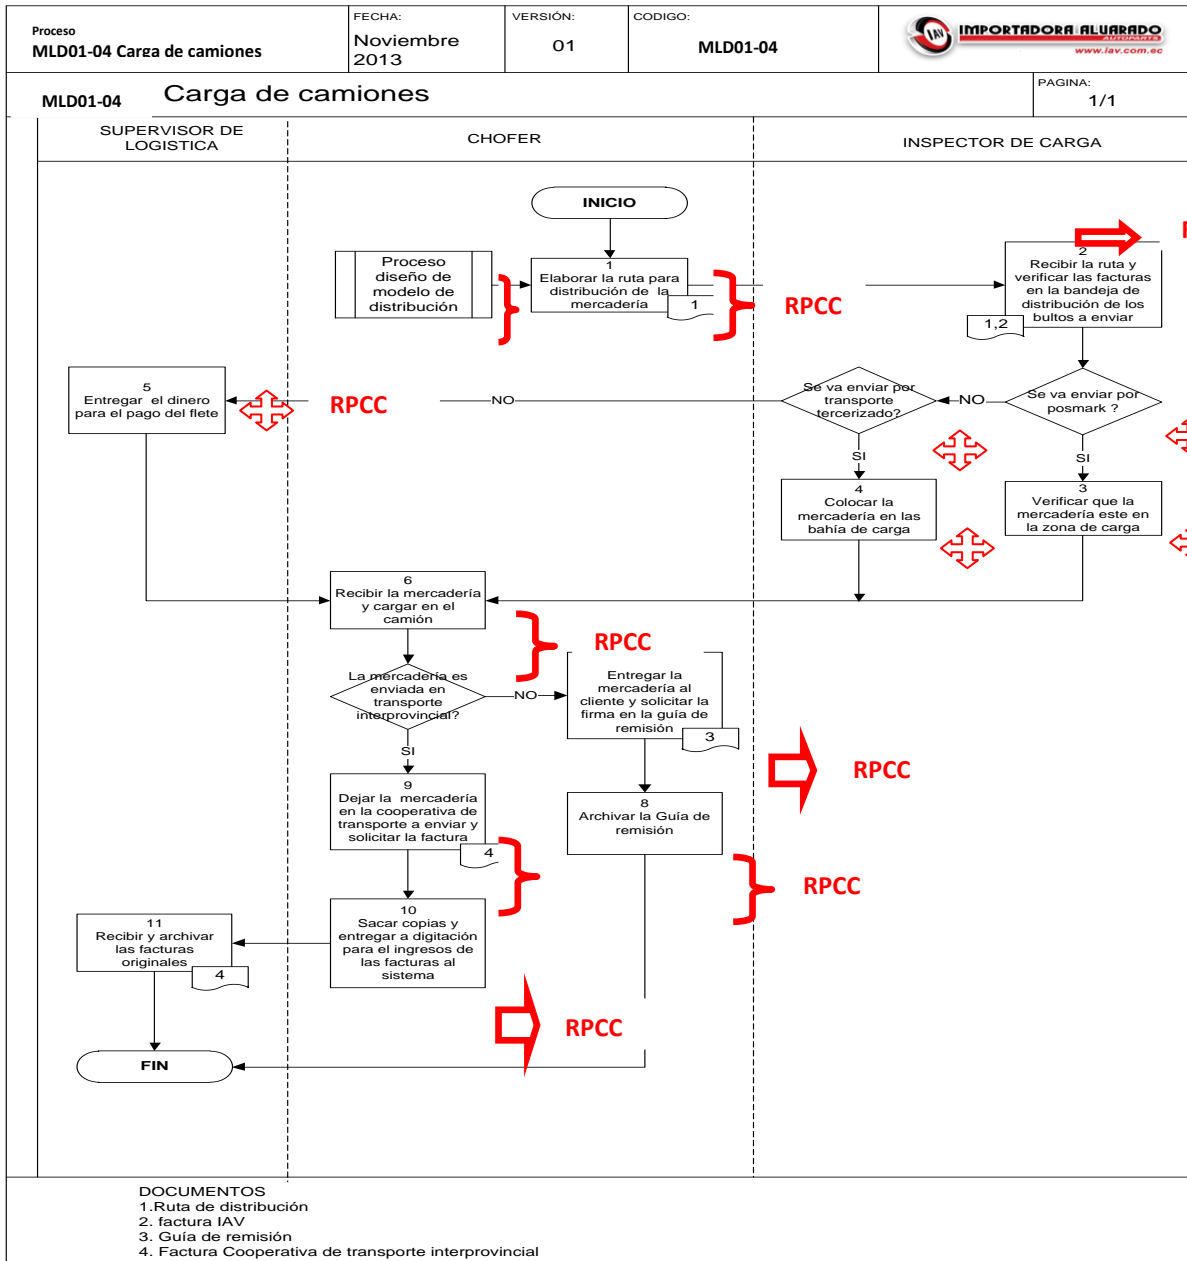 Proceso
MLD01-04 Carga de camiones
FECHA:
Noviembre
2013
VERSIÓN:
01
CODIGO:
MLD01-04
IAV IMPORTADORA ALVARADO
AUTOPARTS
www.iav.com.ec
MLD01-04 Carga de camiones
PAGINA:
1/1
SUPERVISOR DE
LOGISTICA
CHOFER
INSPECTOR DE CARGA
INICIO
Proceso
diseño de
modelo de
distribución
1
Elaborar la ruta para
distribución de la
mercadería
1
RPCC
2
Recibir la ruta y
verificar las facturas
en la bandeja de
distribución de los
bultos a enviar
1,2
5
Entregar el dinero
para el pago del flete
RPCC
NO
Se va enviar por
transporte
tercerizado?
NO
Se va enviar por
posmark ?
SI
SI
4
Colocar la
mercadería en las
bahía de carga
3
Verificar que la
mercadería este en
la zona de carga
6
Recibir la mercadería
y cargar en el
camión
RPCC
La mercadería es
enviada en
transporte
interprovincial?
NO
Entregar la
mercadería al
cliente y solicitar la
firma en la guía de
remisión
3
SI
RPCC
9
Dejar la mercadería
en la cooperativa de
transporte a enviar y
solicitar la factura
4
8
Archivar la Guía de
remisión
RPCC
10
Sacar copias y
entregar a digitación
para el ingresos de
las facturas al
sistema
11
Recibir y archivar
las facturas
originales
4
RPCC
FIN
DOCUMENTOS
1.Ruta de distribución
2. factura IAV
3. Guía de remisión
4. Factura Cooperativa de transporte interprovincial